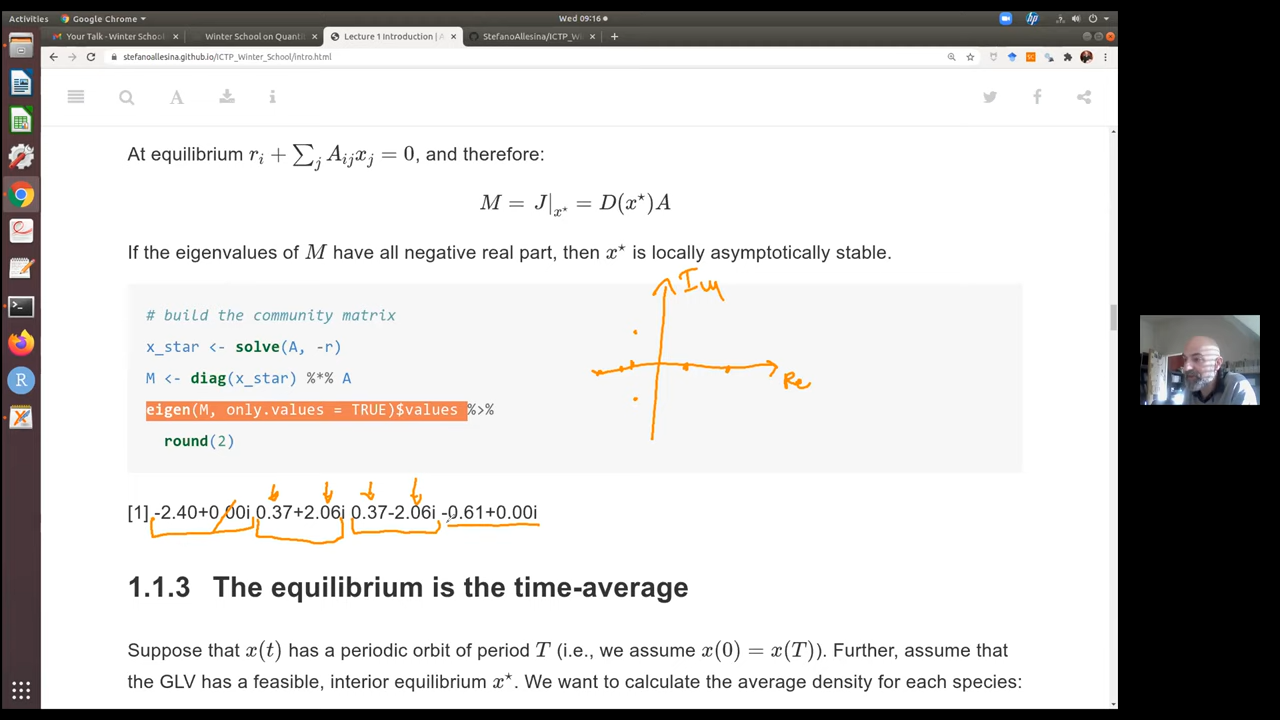 Activities Google Chrome Wed 09:16
Your Talk - Winter School Winter School on Quanti Lecture 1 Introduction | A StefanoAllesina/ICTP_Wi
stefanoallesina.github.io/ICTP_Winter_School/intro.html
At equilibrium r_i + ∑_j A_{ij}x_j = 0, and therefore:
M = J|_{x⋆} = D(x⋆)A
If the eigenvalues of M have all negative real part, then x⋆ is locally asymptotically stable.
Im
# build the community matrix
x_star <- solve(A, -r)
M <- diag(x_star) %*% A
Re
eigen(M, only.values = TRUE)$values %>%
round(2)
[1] -2.40+0.00i 0.37+2.06i 0.37-2.06i -0.61+0.00i
1.1.3 The equilibrium is the time-average
Suppose that x(t) has a periodic orbit of period T (i.e., we assume x(0) = x(T)). Further, assume that
the GLV has a feasible, interior equilibrium x⋆. We want to calculate the average density for each species: